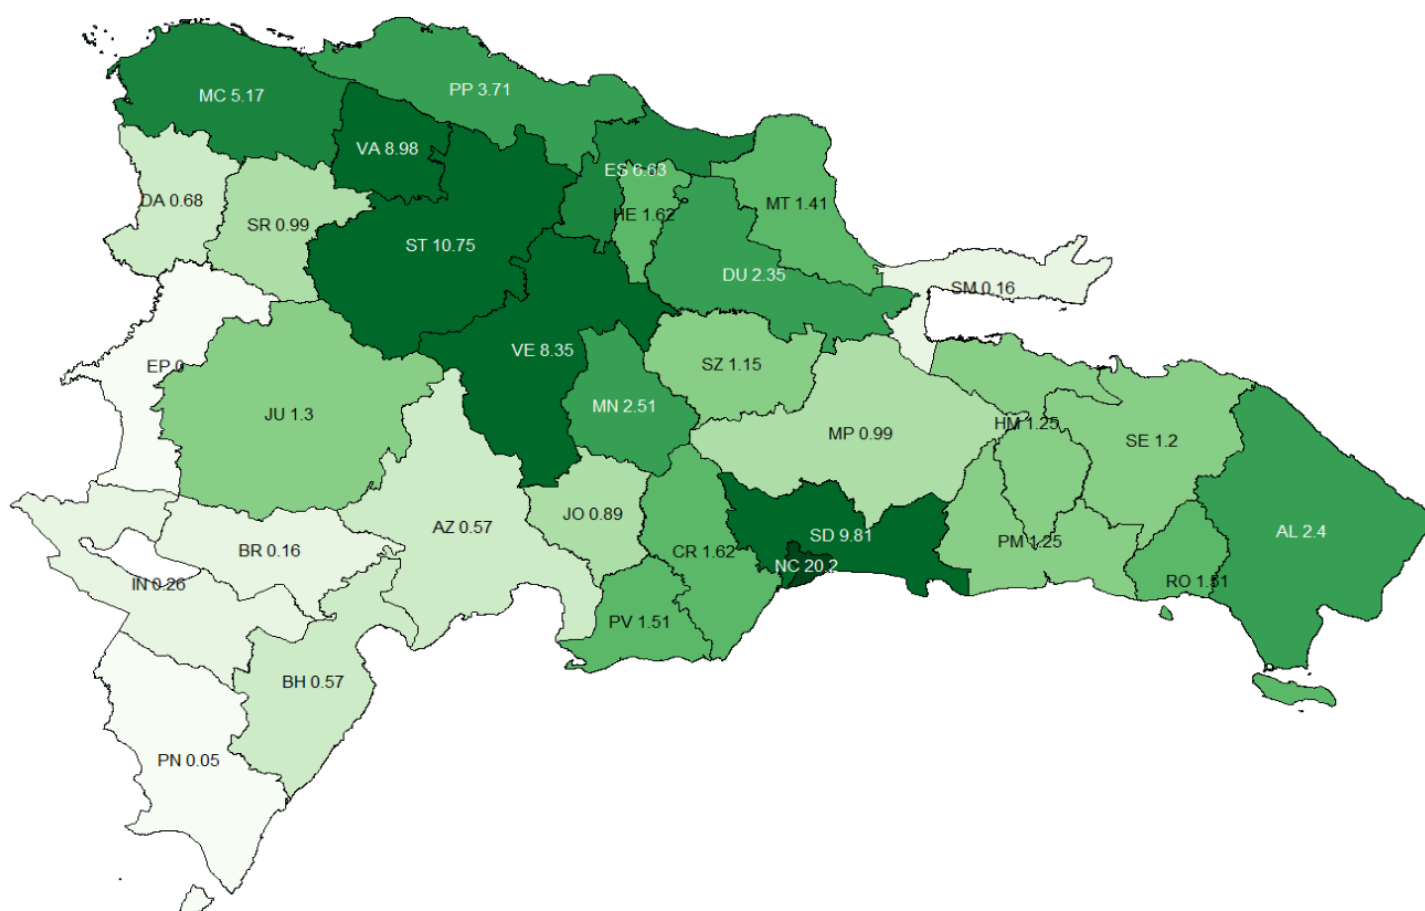 PP 3.71
MC 5.17
VA 8.98
ES 6.63
DA 0.68
MT 1.41
HE 1.62
SR 0.99
ST 10.75
DU 2.35
SM 0.16
VE 8.35
EP 0
SZ 1.15
MN 2.51
JU 1.3
HM 1.25
MP 0.99
SE 1.2
JO 0.89
AZ 0.57
AL 2.4
SD 9.81
PM 1.25
BR 0.16
CR 1.62
NC 20.2
RO 1.51
IN 0.26
PV 1.51
BH 0.57
PN 0.05